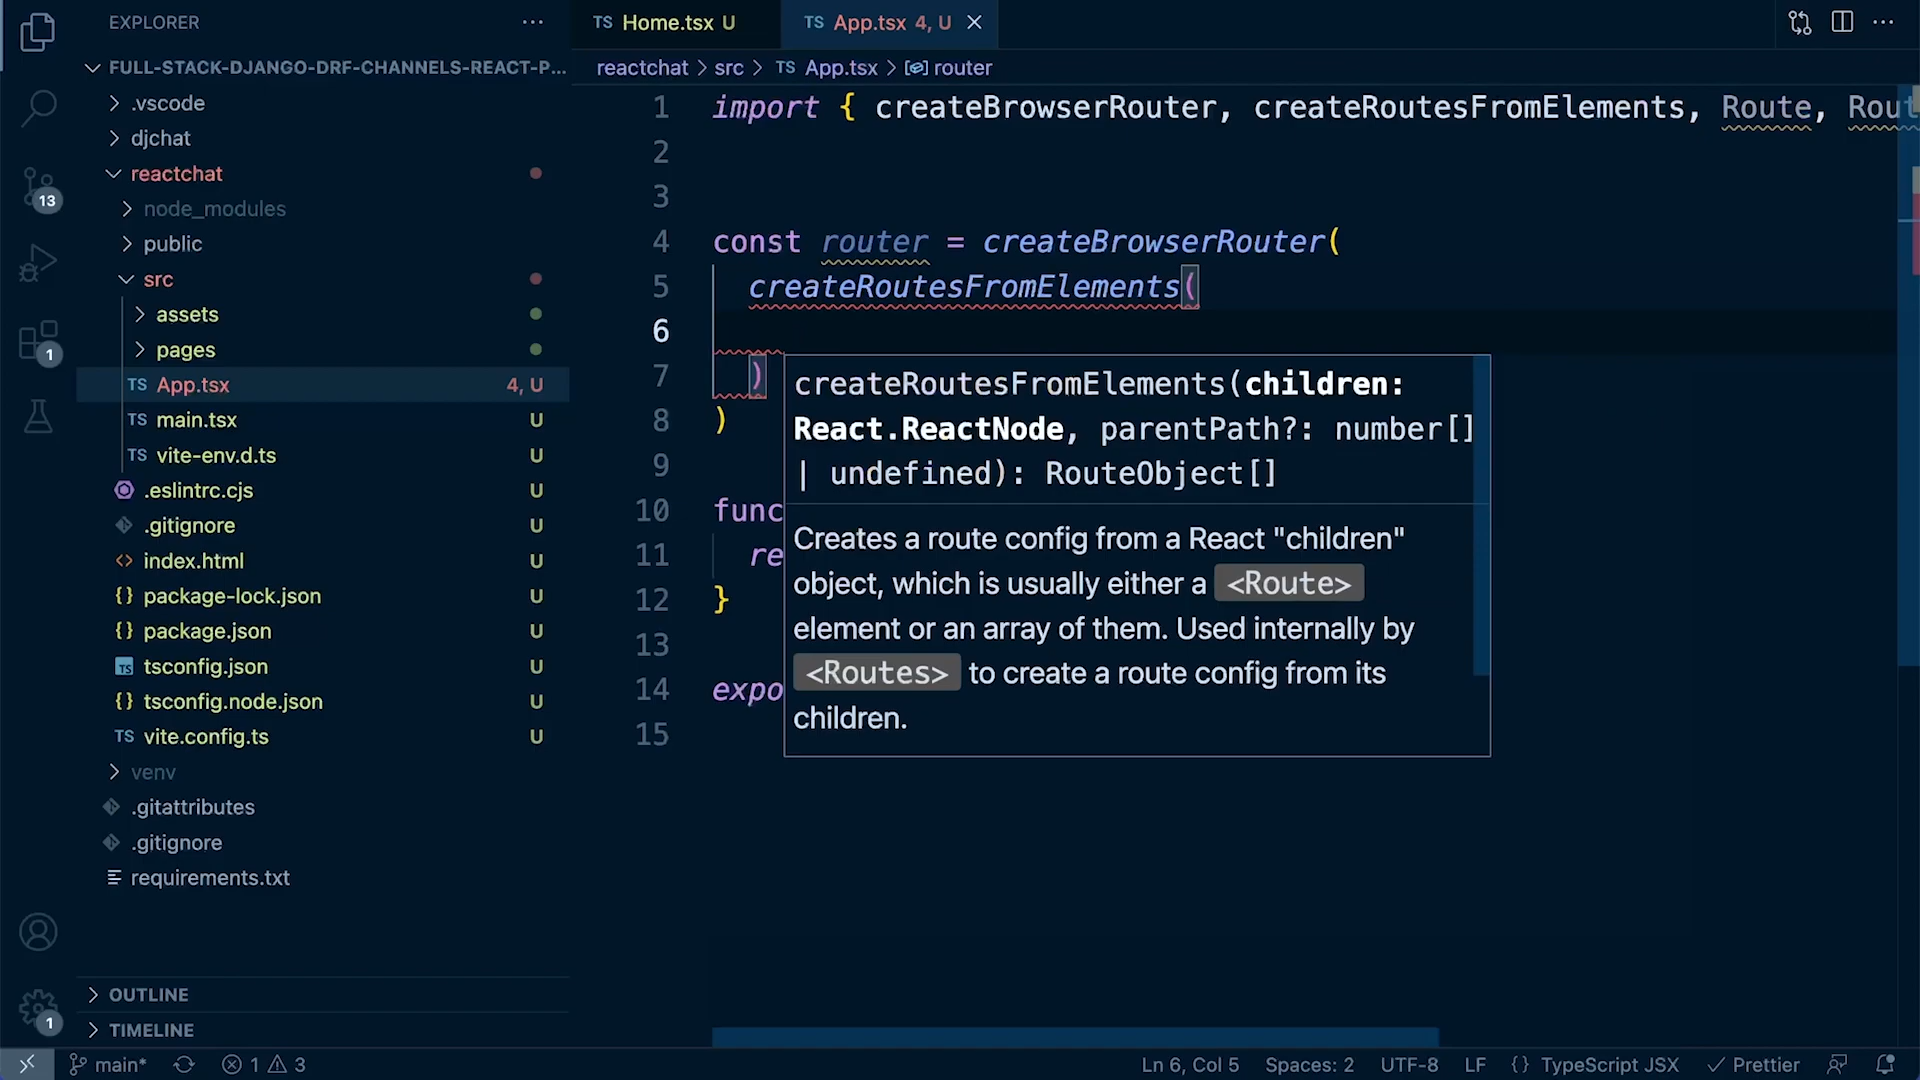 EXPLORER
FULL-STACK-DJANGO-DRF-CHANNELS-REACT-P...
.vscode
djchat
reactchat
node_modules
public
src
assets
pages
TS App.tsx 4, U
TS main.tsx U
TS vite-env.d.ts U
.eslintrc.cjs U
.gitignore U
<> index.html U
{} package-lock.json U
{} package.json U
TS tsconfig.json U
{} tsconfig.node.json U
TS vite.config.ts U
venv
.gitattributes
.gitignore
requirements.txt
OUTLINE
TIMELINE
13
1
1
TS Home.tsx U
TS App.tsx 4, U
reactchat > src > TS App.tsx > router
1 import { createBrowserRouter, createRoutesFromElements, Route, Rout
2
3
4 const router = createBrowserRouter(
5 createRoutesFromElements(
6
7 )
8 )
9
10 func
11 re
12 }
13
14 expo
15
createRoutesFromElements(children:
React.ReactNode, parentPath?: number[]
| undefined): RouteObject[]
Creates a route config from a React "children"
object, which is usually either a <Route>
element or an array of them. Used internally by
<Routes> to create a route config from its
children.
main* 1 3 Ln 6, Col 5 Spaces: 2 UTF-8 LF {} TypeScript JSX Prettier